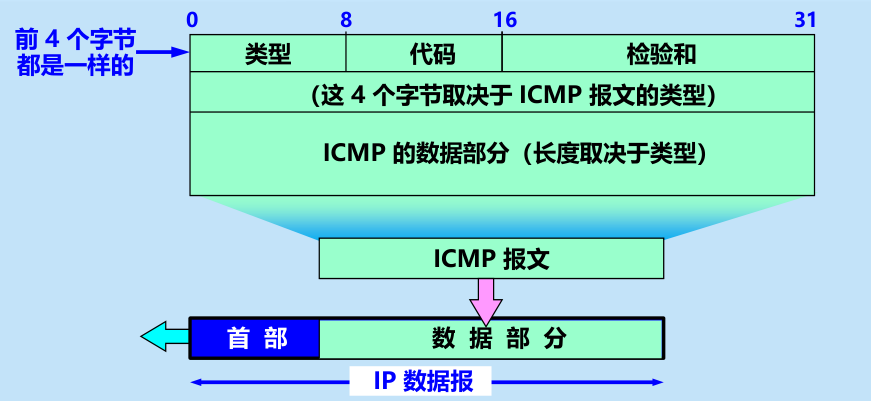 0 8 16 31
前 4 个字节
都是一样的
类型 代码 检验和
（这 4 个字节取决于 ICMP 报文的类型）
ICMP 的数据部分（长度取决于类型）
ICMP 报文
首 部 数 据 部 分
IP 数据报